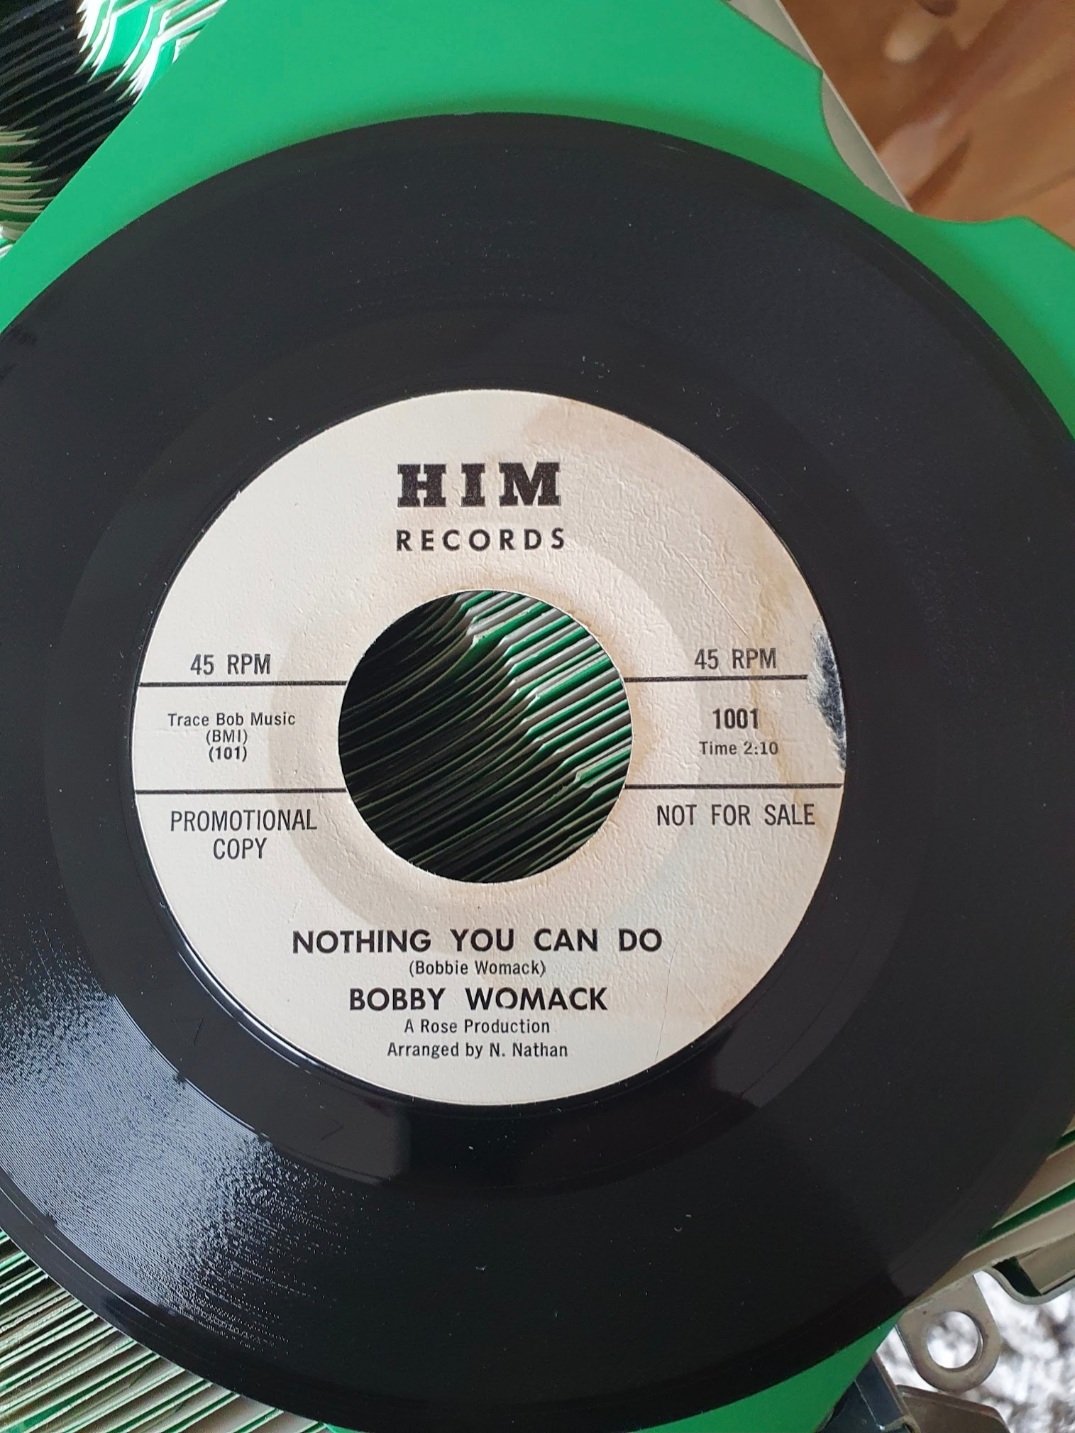 HIM
RECORDS
45 RPM
45 RPM
Trace Bob Music
(BMI)
(101)
1001
Time 2:10
PROMOTIONAL
COPY
NOT FOR SALE
NOTHING YOU CAN DO
(Bobbie Womack)
BOBBY WOMACK
A Rose Production
Arranged by N. Nathan